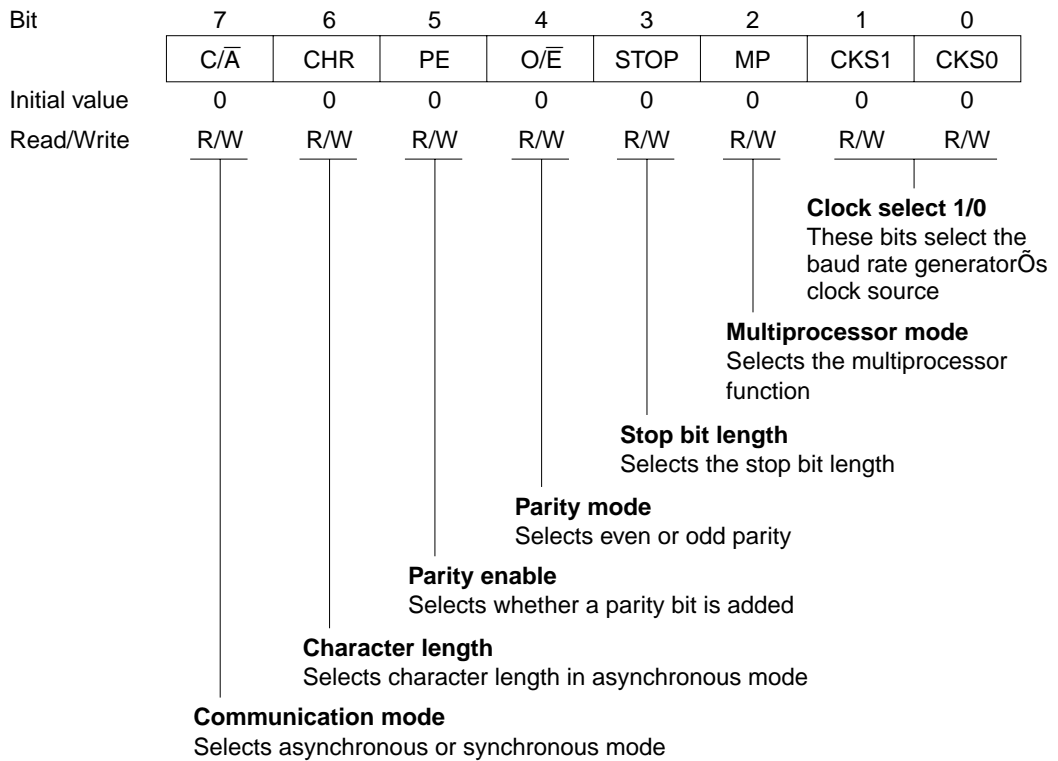 Bit 7 6 5 4 3 2 1 0
C/A̅ CHR PE O/E̅ STOP MP CKS1 CKS0
Initial value 0 0 0 0 0 0 0 0
Read/Write R/W R/W R/W R/W R/W R/W R/W R/W
Clock select 1/0
These bits select the
baud rate generatorÕs
clock source
Multiprocessor mode
Selects the multiprocessor
function
Stop bit length
Selects the stop bit length
Parity mode
Selects even or odd parity
Parity enable
Selects whether a parity bit is added
Character length
Selects character length in asynchronous mode
Communication mode
Selects asynchronous or synchronous mode